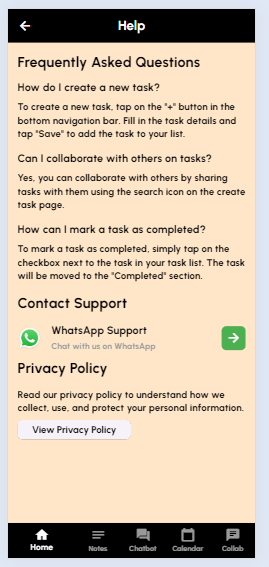 Help
Frequently Asked Questions
How do I create a new task?
To create a new task, tap on the "+" button in the
bottom navigation bar. Fill in the task details and
tap "Save" to add the task to your list.
Can I collaborate with others on tasks?
Yes, you can collaborate with others by sharing
tasks with them using the search icon on the create
task page.
How can I mark a task as completed?
To mark a task as completed, simply tap on the
checkbox next to the task in your task list. The task
will be moved to the "Completed" section.
Contact Support
WhatsApp Support
Chat with us on WhatsApp
Privacy Policy
Read our privacy policy to understand how we
collect, use, and protect your personal information.
View Privacy Policy
Home Notes Chatbot Calendar Collab